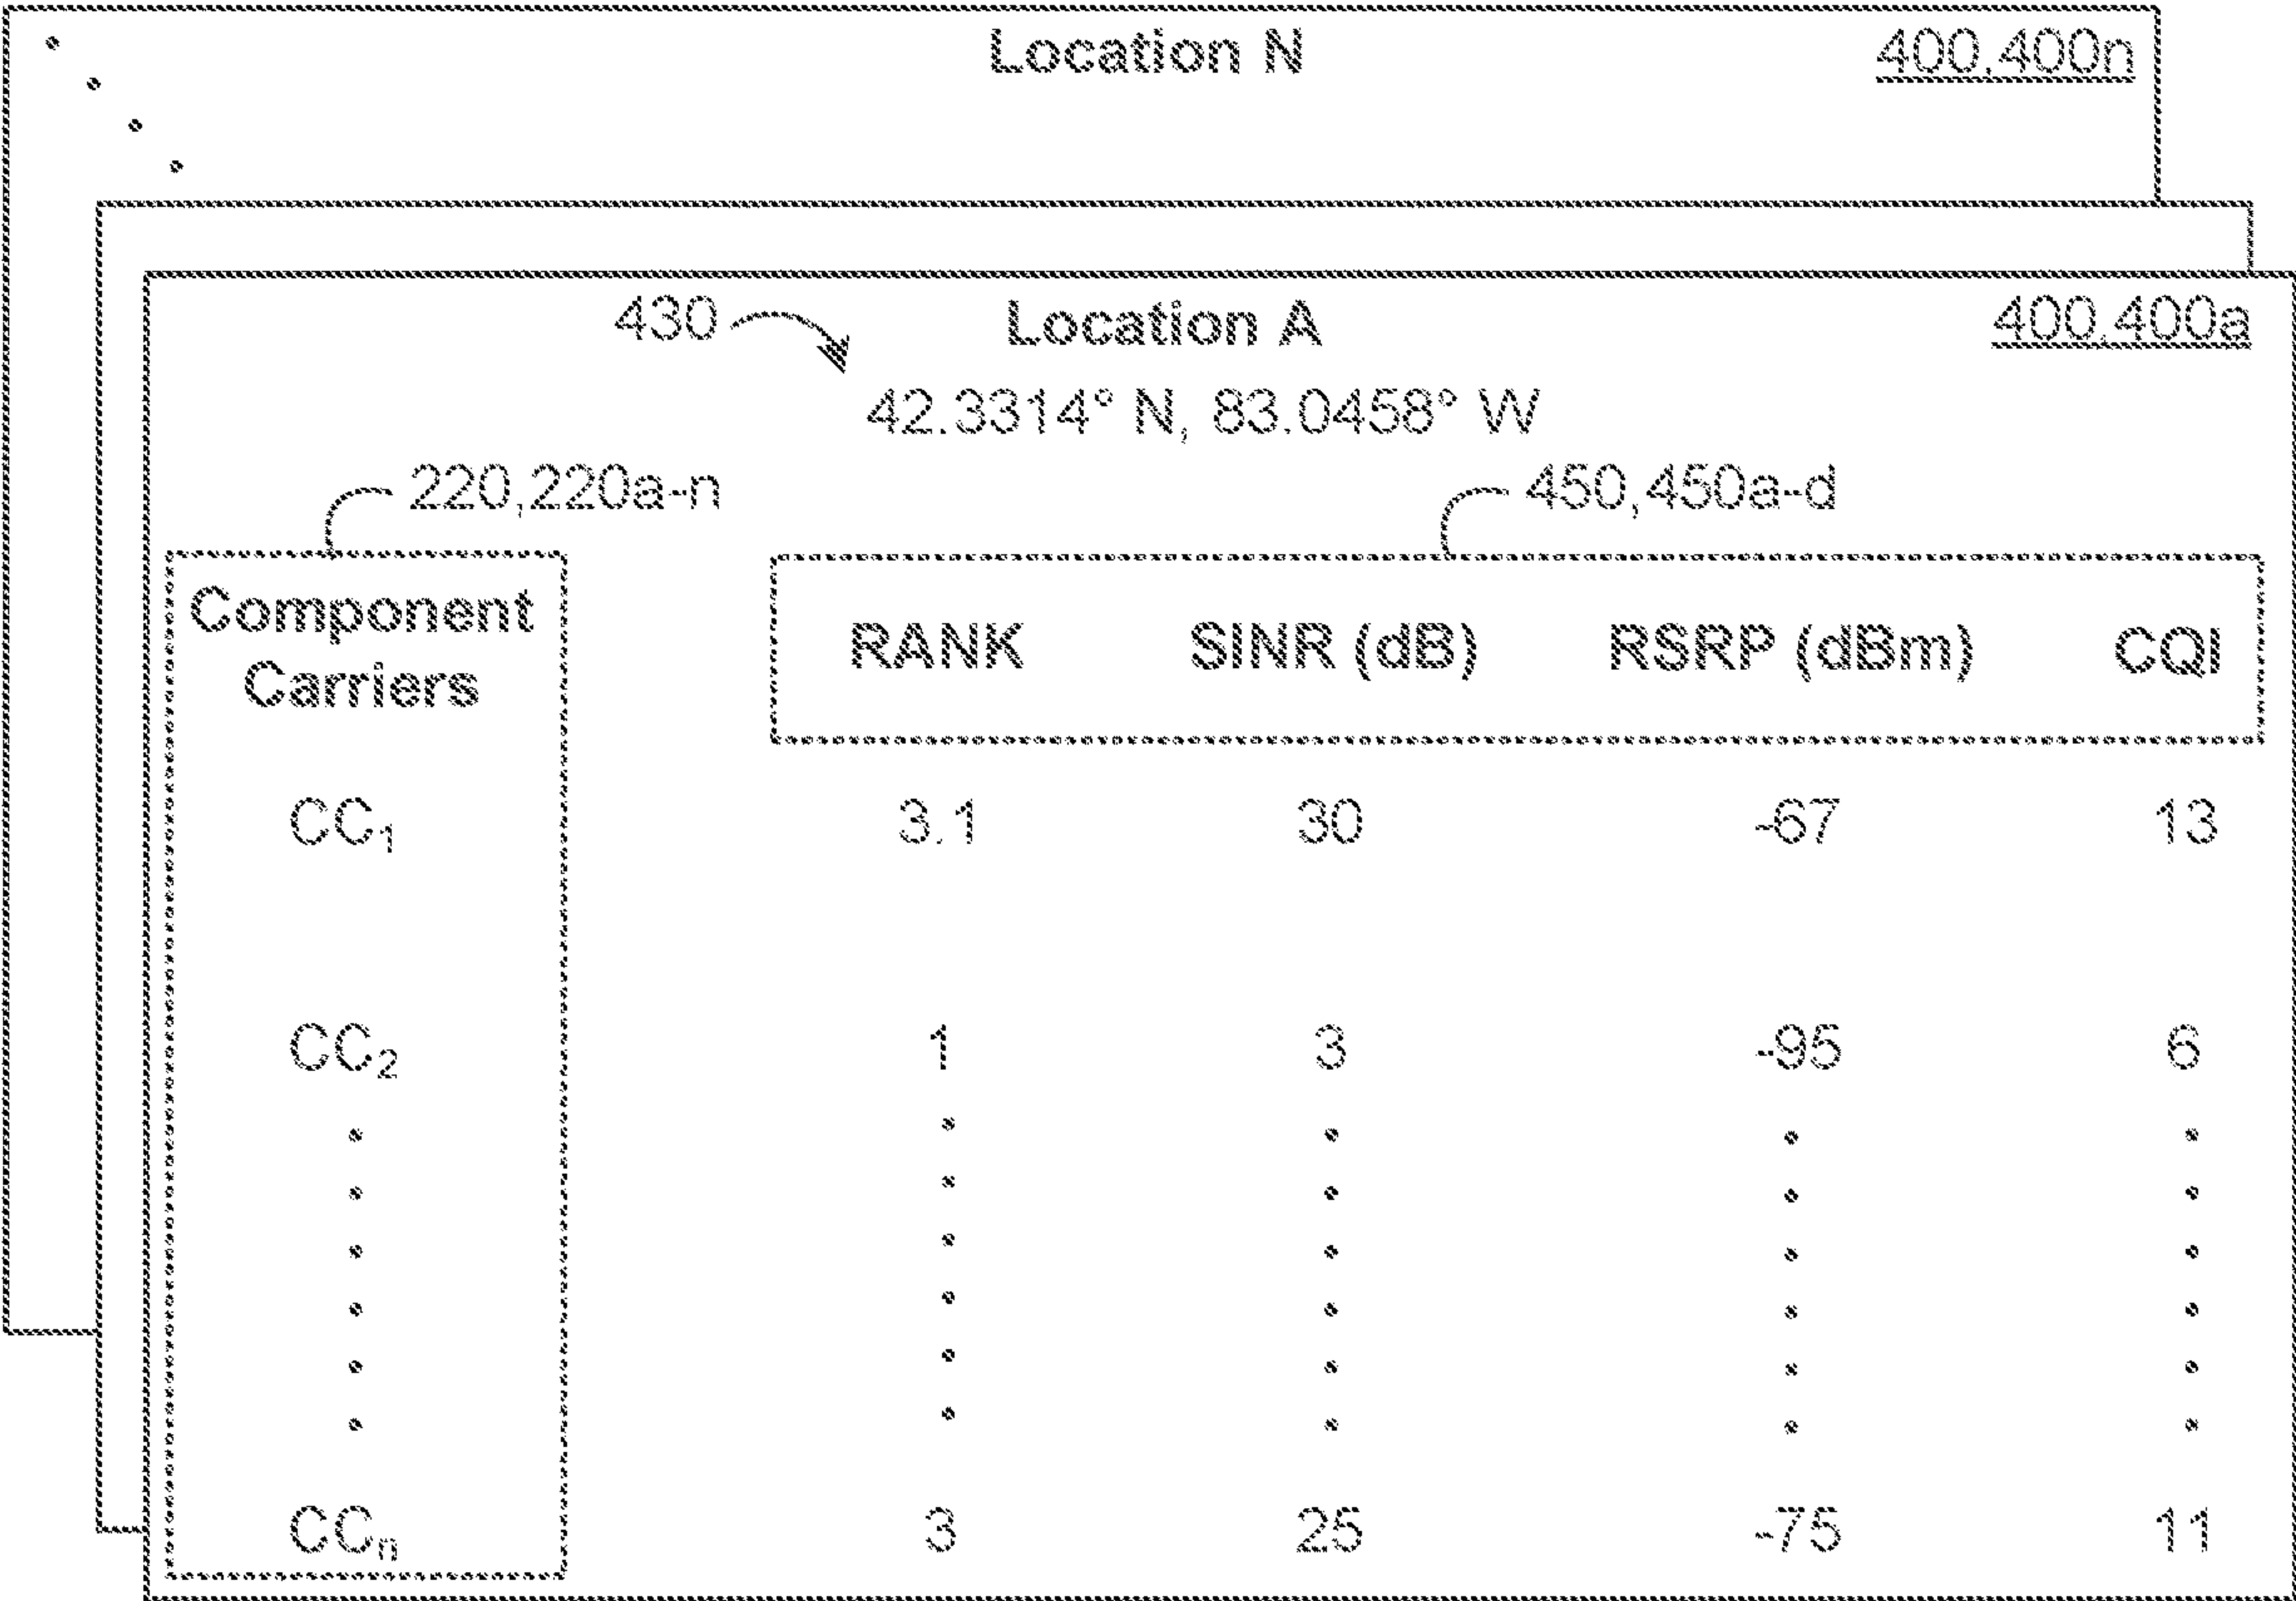 Location N 400,400n
430 Location A 400,400a
42.3314° N, 83.0458° W
220,220a-n 450,450a-d
Component Carriers RANK SINR (dB) RSRP (dBm) CQI
CC1 3.1 30 -67 13
CC2 1 3 -95 6
CCn 3 25 -75 11